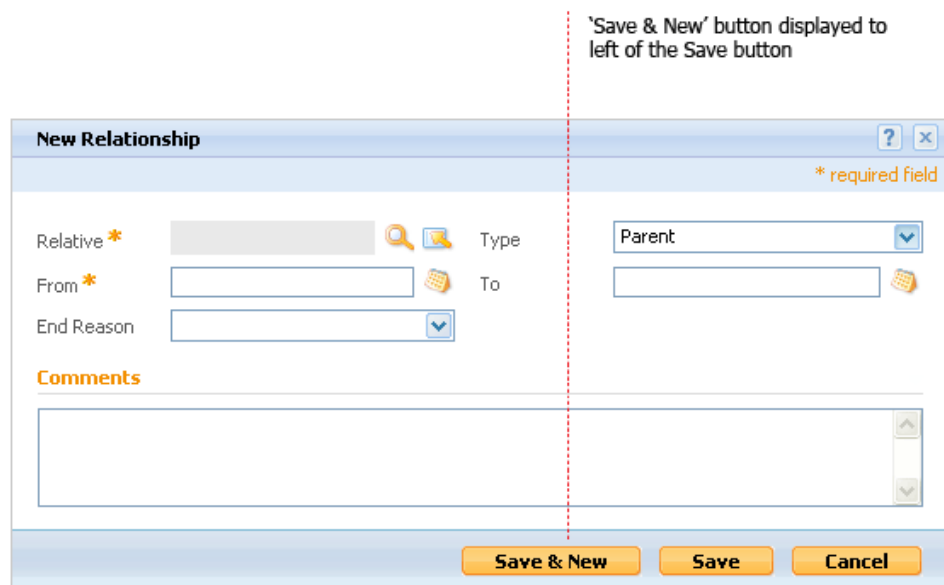 ‘Save & New’ button displayed to
left of the Save button
New Relationship ?
* required field
Relative * Type Parent
From * To
End Reason
Comments
Save & New Save Cancel